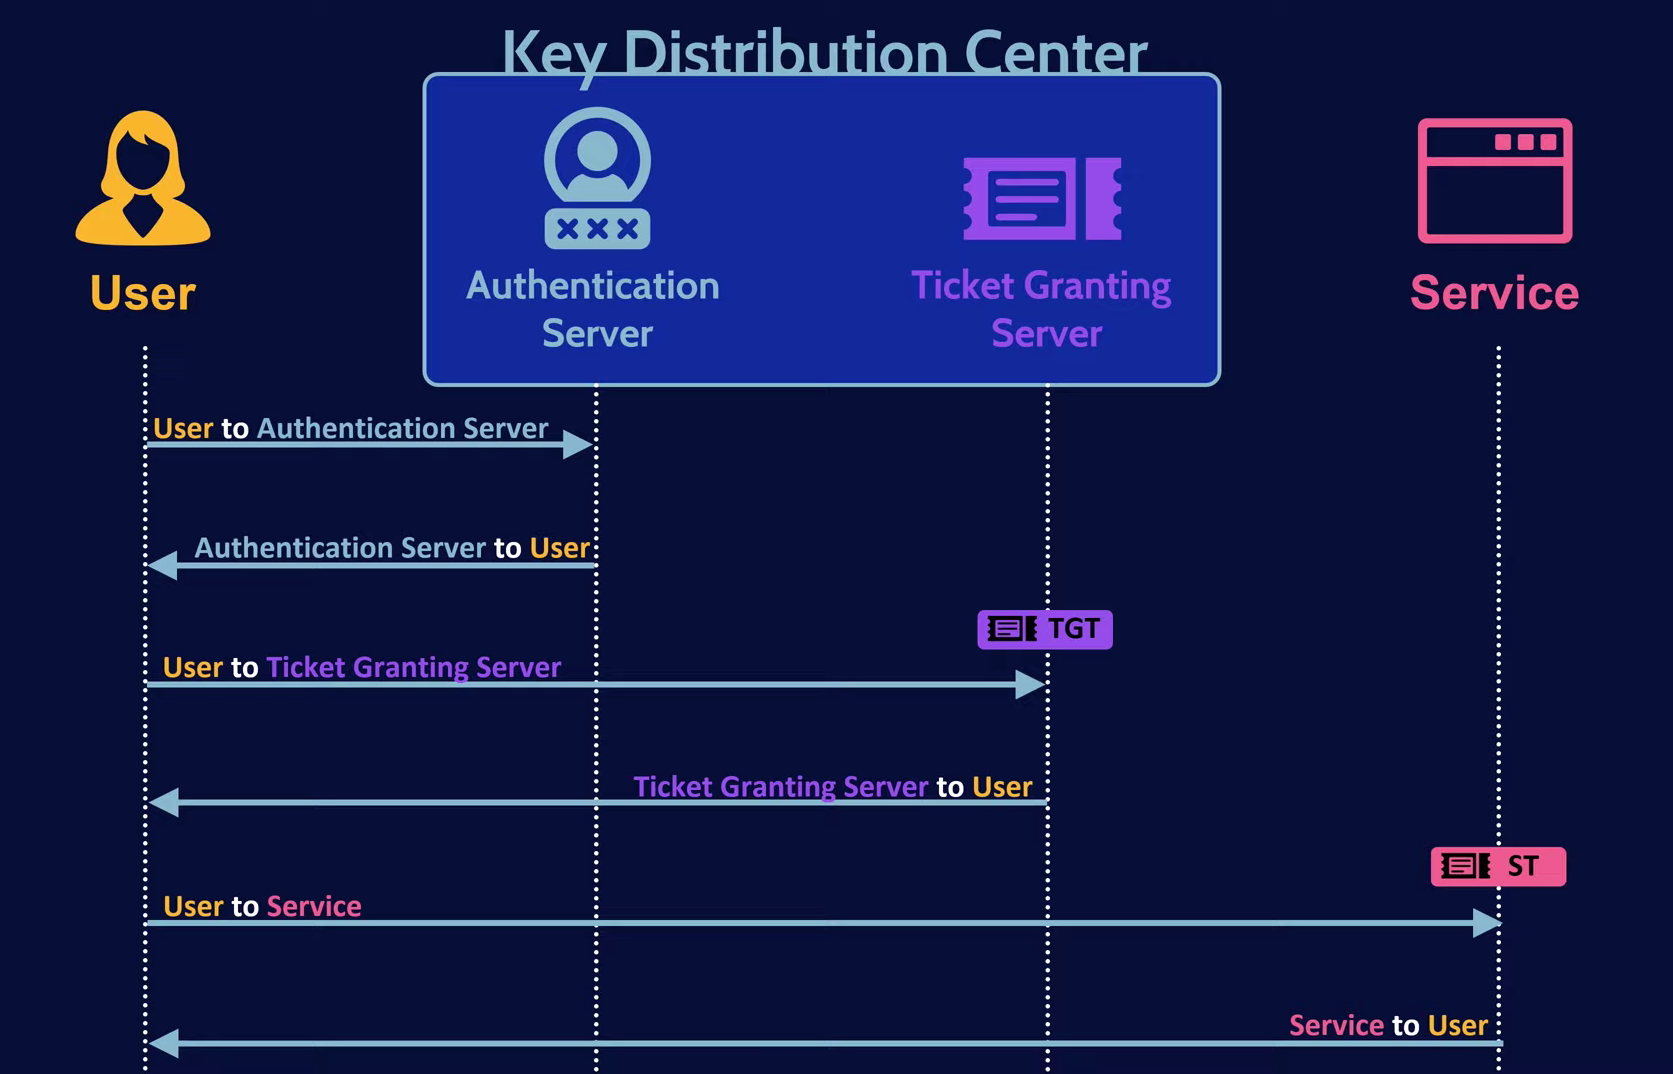 Key Distribution Center
User
Authentication
Server
Ticket Granting
Server
Service
User to Authentication Server
Authentication Server to User
TGT
User to Ticket Granting Server
Ticket Granting Server to User
ST
User to Service
Service to User